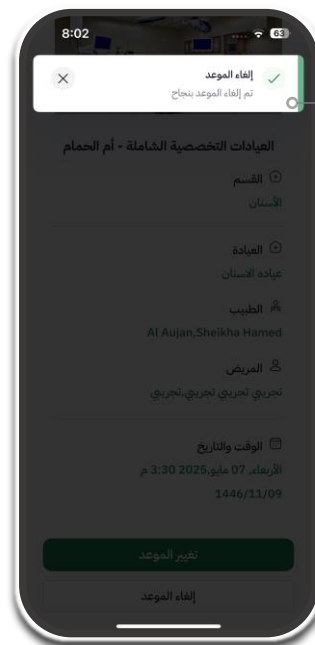 8:02
63
إلغاء الموعد
تم إلغاء الموعد بنجاح
العيادات التخصصية الشاملة - أم الحمام
القسم
الأسنان
العيادة
عياده الاسنان
الطبيب
Al Aujan,Sheikha Hamed
المريض
تجريبي تجريبي تجريبي,تجريبي
الوقت والتاريخ
الأربعاء, 07 مايو,2025 3:30 م
1446/11/09
تغيير الموعد
إلغاء الموعد